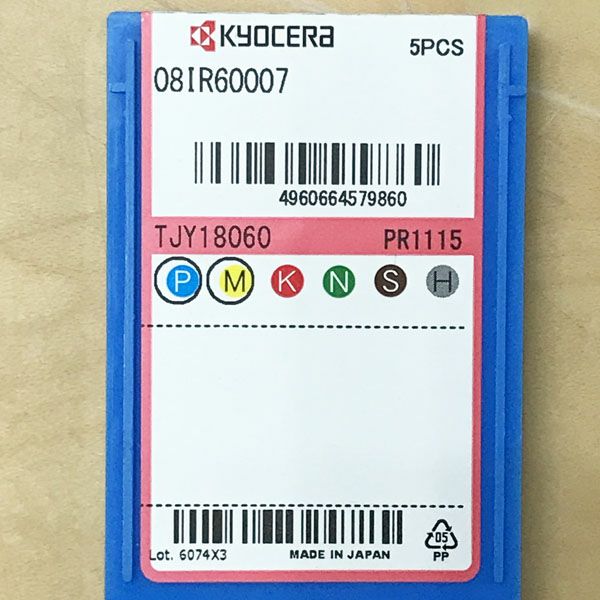 KYOCERA 5PCS
08IR60007
4960664579860
TJY18060 PR1115
P M K N S H
Lot. 6074X3 MADE IN JAPAN
05
PP